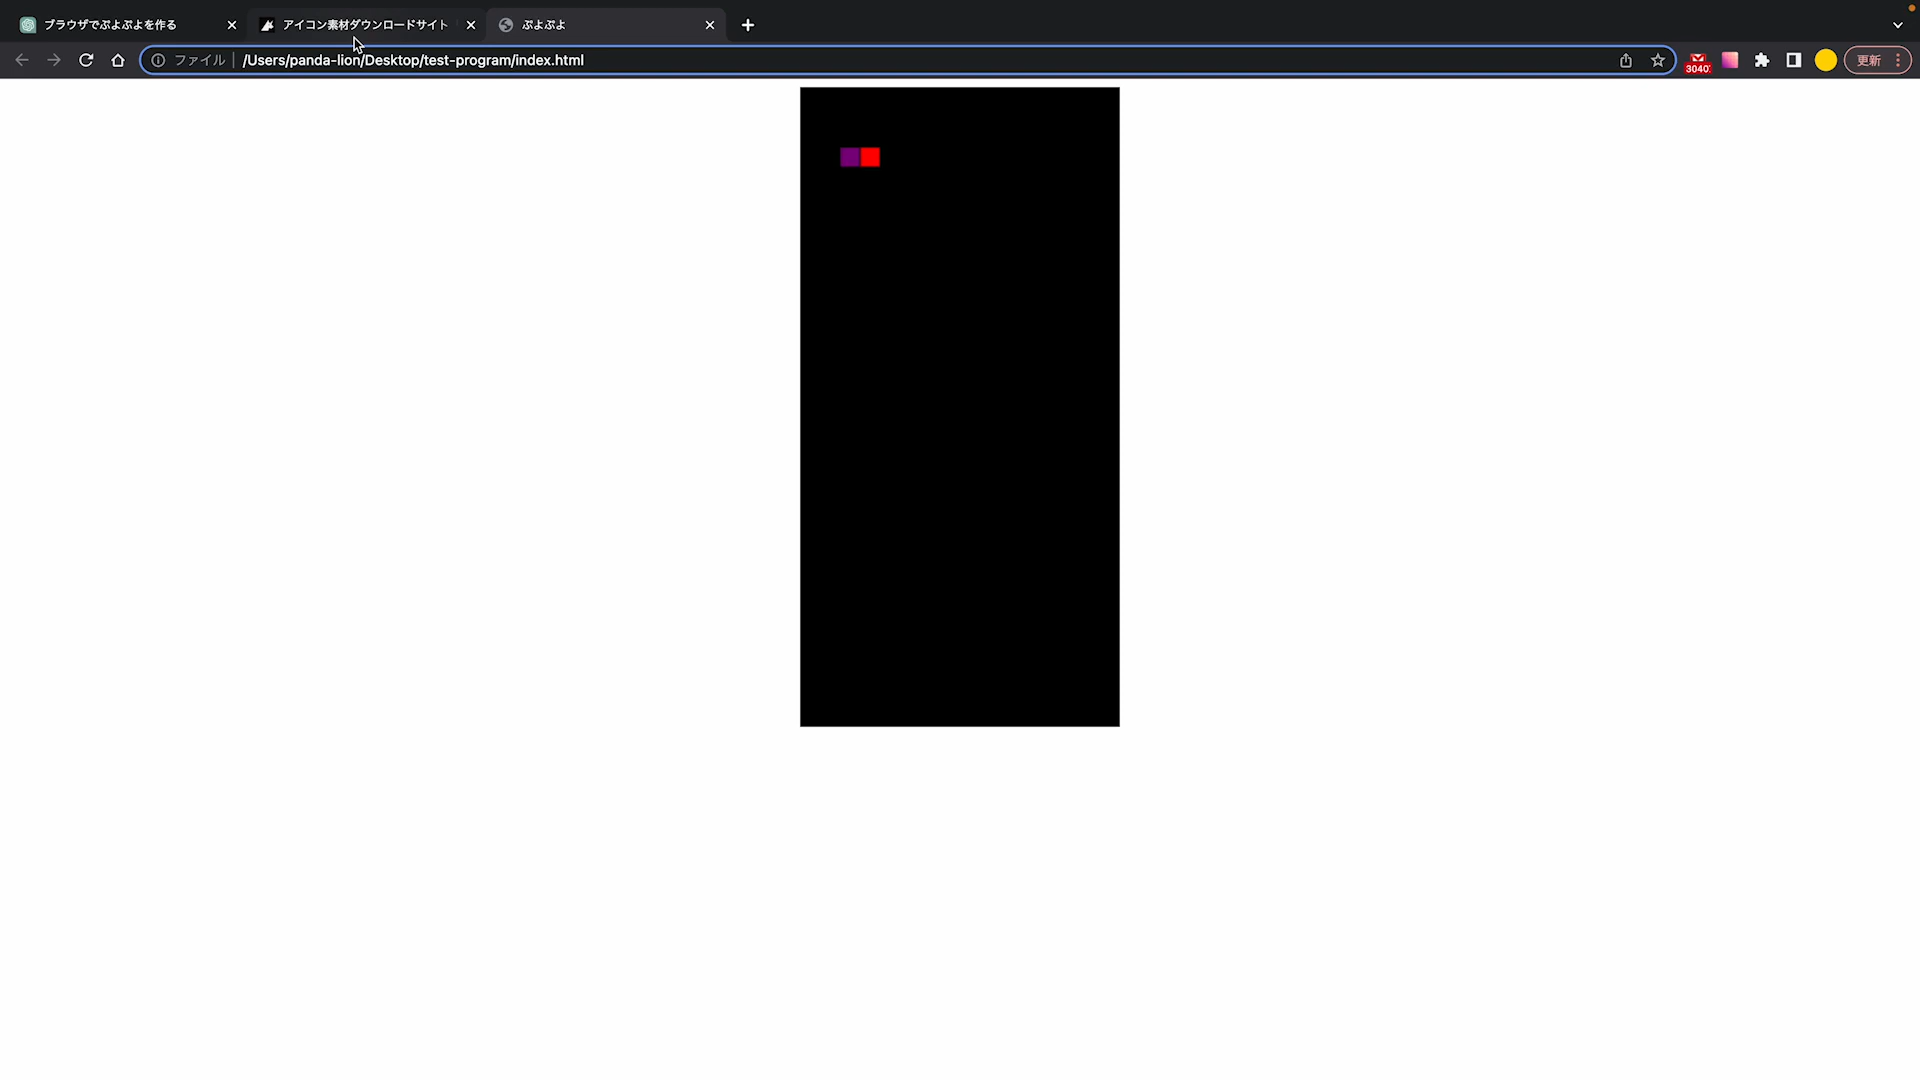 ブラウザでぷよぷよを作る
アイコン素材ダウンロードサイト
ぷよぷよ
ファイル
/Users/panda-lion/Desktop/test-program/index.html
3040
更新